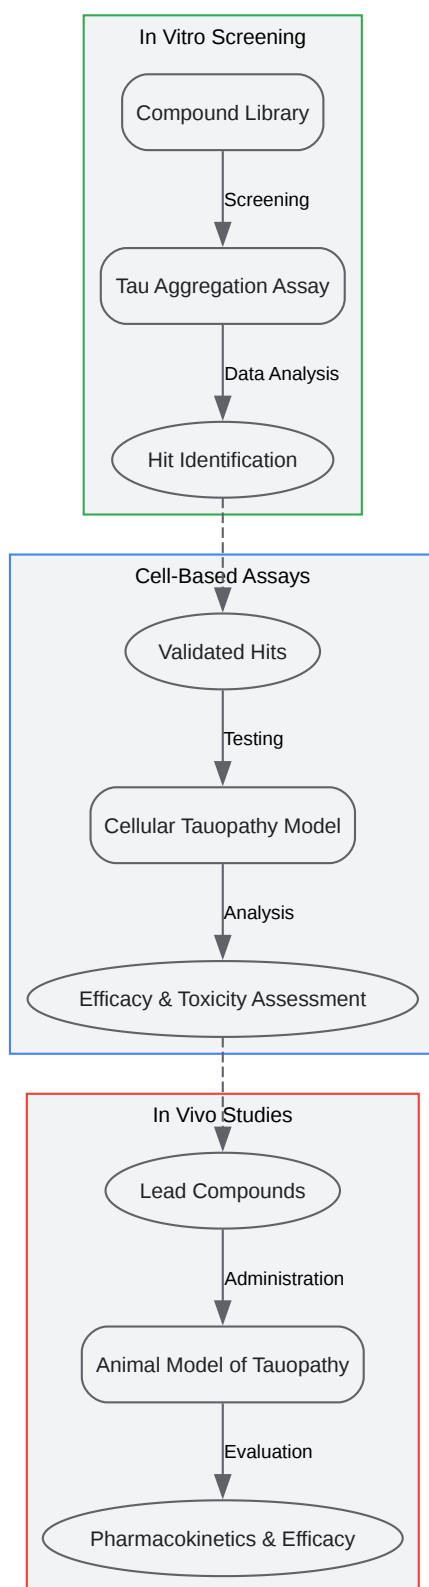 In Vitro Screening
Compound Library
Screening
Tau Aggregation Assay
Data Analysis
Hit Identification
Cell-Based Assays
Validated Hits
Testing
Cellular Tauopathy Model
Analysis
Efficacy & Toxicity Assessment
In Vivo Studies
Lead Compounds
Administration
Animal Model of Tauopathy
Evaluation
Pharmacokinetics & Efficacy